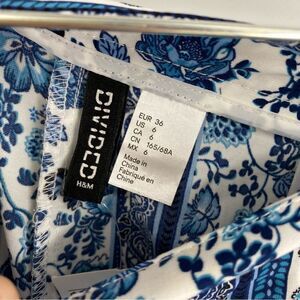 DIVIDED
H&M
EUR 36
US 6
CA 6
CN 165/68A
MX 6
Made in
China
Fabriqué en
Chine